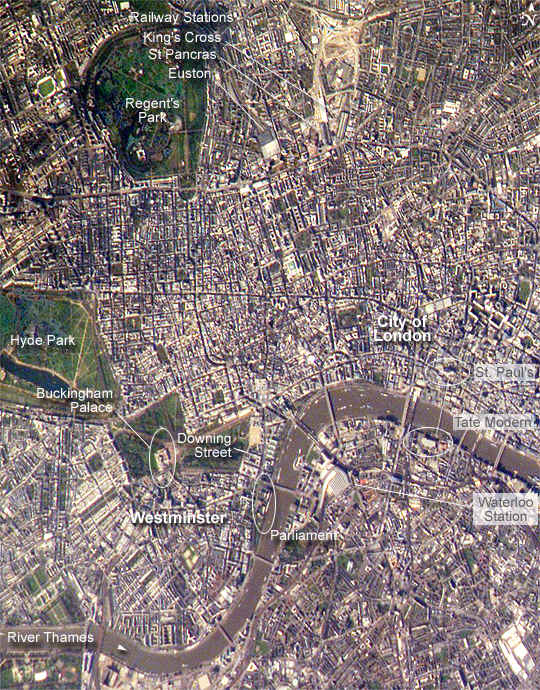 Railway Stations
King's Cross
St Pancras
Euston
N
Regent's
Park
City of
London
Hyde Park
St. Paul's
Buckingham
Palace
Tate Modern
Downing
Street
Waterloo
Station
Westminster
Parliament
River Thames